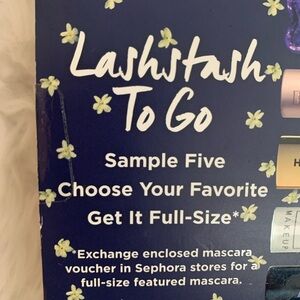 Lashstash
To Go
Sample Five
Choose Your Favorite
Get It Full-Size*
*Exchange enclosed mascara
voucher in Sephora stores for a
full-size featured mascara.
H
MAKEUP